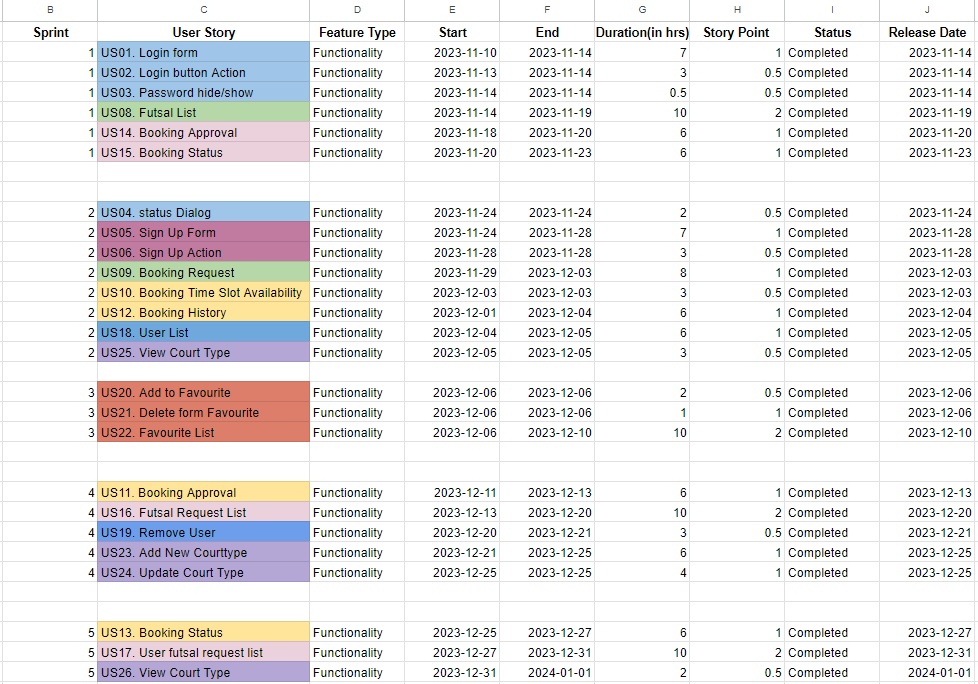 B C D E F G H I J
Sprint User Story Feature Type Start End Duration(in hrs) Story Point Status Release Date
1 US01. Login form Functionality 2023-11-10 2023-11-14 7 1 Completed 2023-11-14
1 US02. Login button Action Functionality 2023-11-13 2023-11-14 3 0.5 Completed 2023-11-14
1 US03. Password hide/show Functionality 2023-11-14 2023-11-14 0.5 0.5 Completed 2023-11-14
1 US08. Futsal List Functionality 2023-11-14 2023-11-19 10 2 Completed 2023-11-19
1 US14. Booking Approval Functionality 2023-11-18 2023-11-20 6 1 Completed 2023-11-20
1 US15. Booking Status Functionality 2023-11-20 2023-11-23 6 1 Completed 2023-11-23
2 US04. status Dialog Functionality 2023-11-24 2023-11-24 2 0.5 Completed 2023-11-24
2 US05. Sign Up Form Functionality 2023-11-24 2023-11-28 7 1 Completed 2023-11-28
2 US06. Sign Up Action Functionality 2023-11-28 2023-11-28 3 0.5 Completed 2023-11-28
2 US09. Booking Request Functionality 2023-11-29 2023-12-03 8 1 Completed 2023-12-03
2 US10. Booking Time Slot Availability Functionality 2023-12-03 2023-12-03 3 0.5 Completed 2023-12-03
2 US12. Booking History Functionality 2023-12-01 2023-12-04 6 1 Completed 2023-12-04
2 US18. User List Functionality 2023-12-04 2023-12-05 6 1 Completed 2023-12-05
2 US25. View Court Type Functionality 2023-12-05 2023-12-05 3 0.5 Completed 2023-12-05
3 US20. Add to Favourite Functionality 2023-12-06 2023-12-06 2 0.5 Completed 2023-12-06
3 US21. Delete form Favourite Functionality 2023-12-06 2023-12-06 1 1 Completed 2023-12-06
3 US22. Favourite List Functionality 2023-12-06 2023-12-10 10 2 Completed 2023-12-10
4 US11. Booking Approval Functionality 2023-12-11 2023-12-13 6 1 Completed 2023-12-13
4 US16. Futsal Request List Functionality 2023-12-13 2023-12-20 10 2 Completed 2023-12-20
4 US19. Remove User Functionality 2023-12-20 2023-12-21 3 0.5 Completed 2023-12-21
4 US23. Add New Courttype Functionality 2023-12-21 2023-12-25 6 1 Completed 2023-12-25
4 US24. Update Court Type Functionality 2023-12-25 2023-12-25 4 1 Completed 2023-12-25
5 US13. Booking Status Functionality 2023-12-25 2023-12-27 6 1 Completed 2023-12-27
5 US17. User futsal request list Functionality 2023-12-27 2023-12-31 10 2 Completed 2023-12-31
5 US26. View Court Type Functionality 2023-12-31 2024-01-01 2 0.5 Completed 2024-01-01